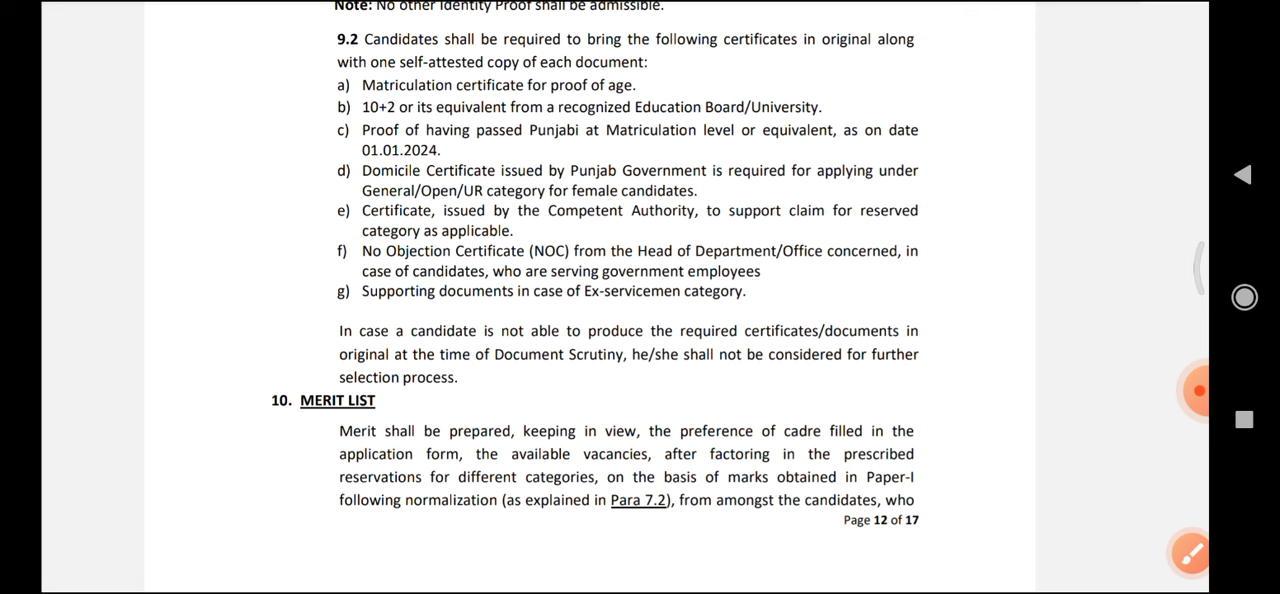 Note: No other Identity Proof shall be admissible.
9.2 Candidates shall be required to bring the following certificates in original along
with one self-attested copy of each document:
a) Matriculation certificate for proof of age.
b) 10+2 or its equivalent from a recognized Education Board/University.
c) Proof of having passed Punjabi at Matriculation level or equivalent, as on date
01.01.2024.
d) Domicile Certificate issued by Punjab Government is required for applying under
General/Open/UR category for female candidates.
e) Certificate, issued by the Competent Authority, to support claim for reserved
category as applicable.
f) No Objection Certificate (NOC) from the Head of Department/Office concerned, in
case of candidates, who are serving government employees
g) Supporting documents in case of Ex-servicemen category.
In case a candidate is not able to produce the required certificates/documents in
original at the time of Document Scrutiny, he/she shall not be considered for further
selection process.
10. MERIT LIST
Merit shall be prepared, keeping in view, the preference of cadre filled in the
application form, the available vacancies, after factoring in the prescribed
reservations for different categories, on the basis of marks obtained in Paper-I
following normalization (as explained in Para 7.2), from amongst the candidates, who
Page 12 of 17